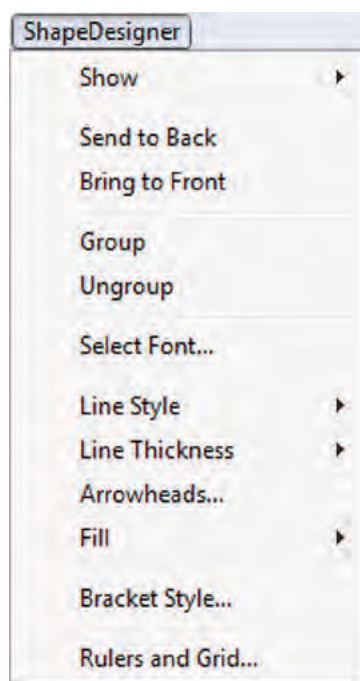 ShapeDesigner
Show
Send to Back
Bring to Front
Group
Ungroup
Select Font...
Line Style
Line Thickness
Arrowheads...
Fill
Bracket Style...
Rulers and Grid...